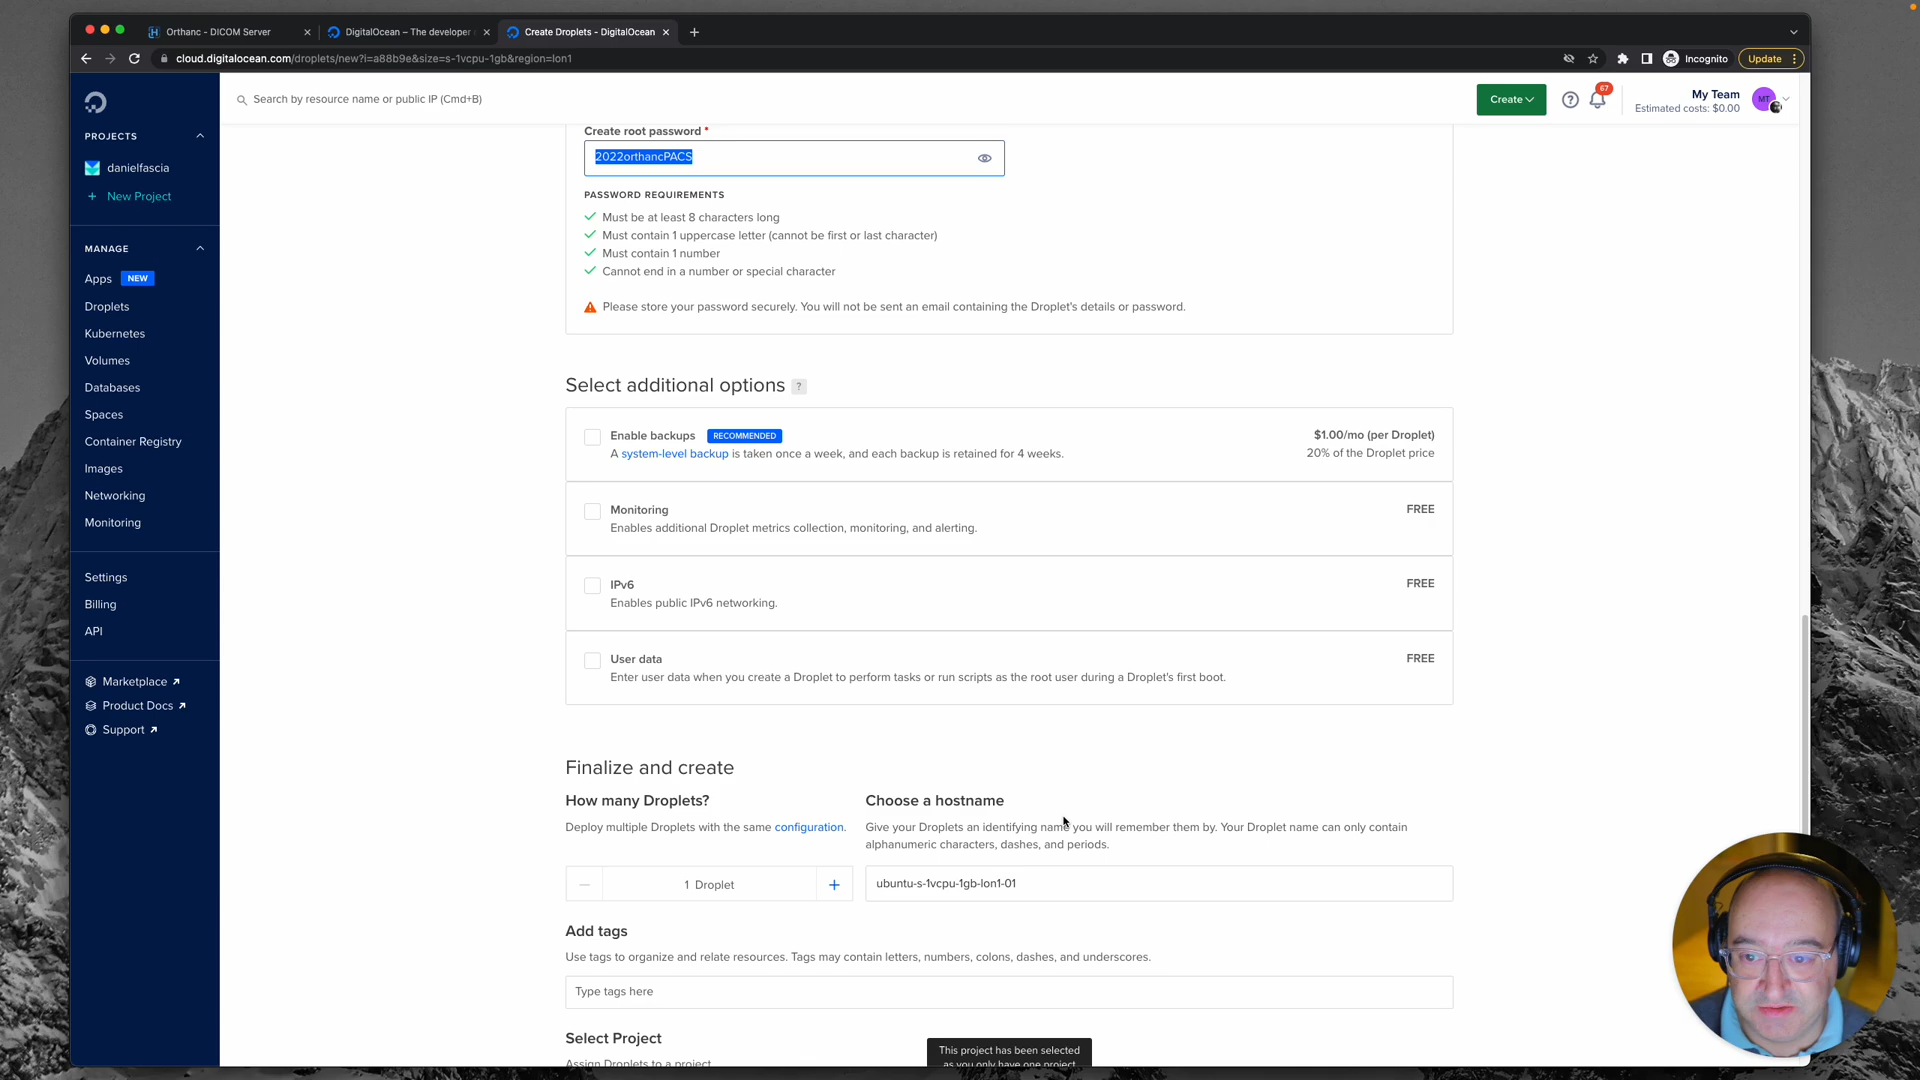 Orthanc - DICOM Server
DigitalOcean – The developer
Create Droplets - DigitalOcean
cloud.digitalocean.com/droplets/new?i=a88b9e&size=s-1vcpu-1gb&region=lon1
Incognito
Update
Search by resource name or public IP (Cmd+B)
Create
67
My Team
Estimated costs: $0.00
MT
PROJECTS
danielfascia
+ New Project
MANAGE
Apps NEW
Droplets
Kubernetes
Volumes
Databases
Spaces
Container Registry
Images
Networking
Monitoring
Settings
Billing
API
Marketplace
Product Docs
Support
Create root password *
2022orthancPACS
PASSWORD REQUIREMENTS
Must be at least 8 characters long
Must contain 1 uppercase letter (cannot be first or last character)
Must contain 1 number
Cannot end in a number or special character
Please store your password securely. You will not be sent an email containing the Droplet's details or password.
Select additional options ?
Enable backups RECOMMENDED
$1.00/mo (per Droplet)
A system-level backup is taken once a week, and each backup is retained for 4 weeks.
20% of the Droplet price
Monitoring
FREE
Enables additional Droplet metrics collection, monitoring, and alerting.
IPv6
FREE
Enables public IPv6 networking.
User data
FREE
Enter user data when you create a Droplet to perform tasks or run scripts as the root user during a Droplet's first boot.
Finalize and create
How many Droplets?
Deploy multiple Droplets with the same configuration.
1 Droplet
Choose a hostname
Give your Droplets an identifying name you will remember them by. Your Droplet name can only contain
alphanumeric characters, dashes, and periods.
ubuntu-s-1vcpu-1gb-lon1-01
Add tags
Use tags to organize and relate resources. Tags may contain letters, numbers, colons, dashes, and underscores.
Type tags here
Select Project
Assign Droplets to a project
This project has been selected
as you only have one project